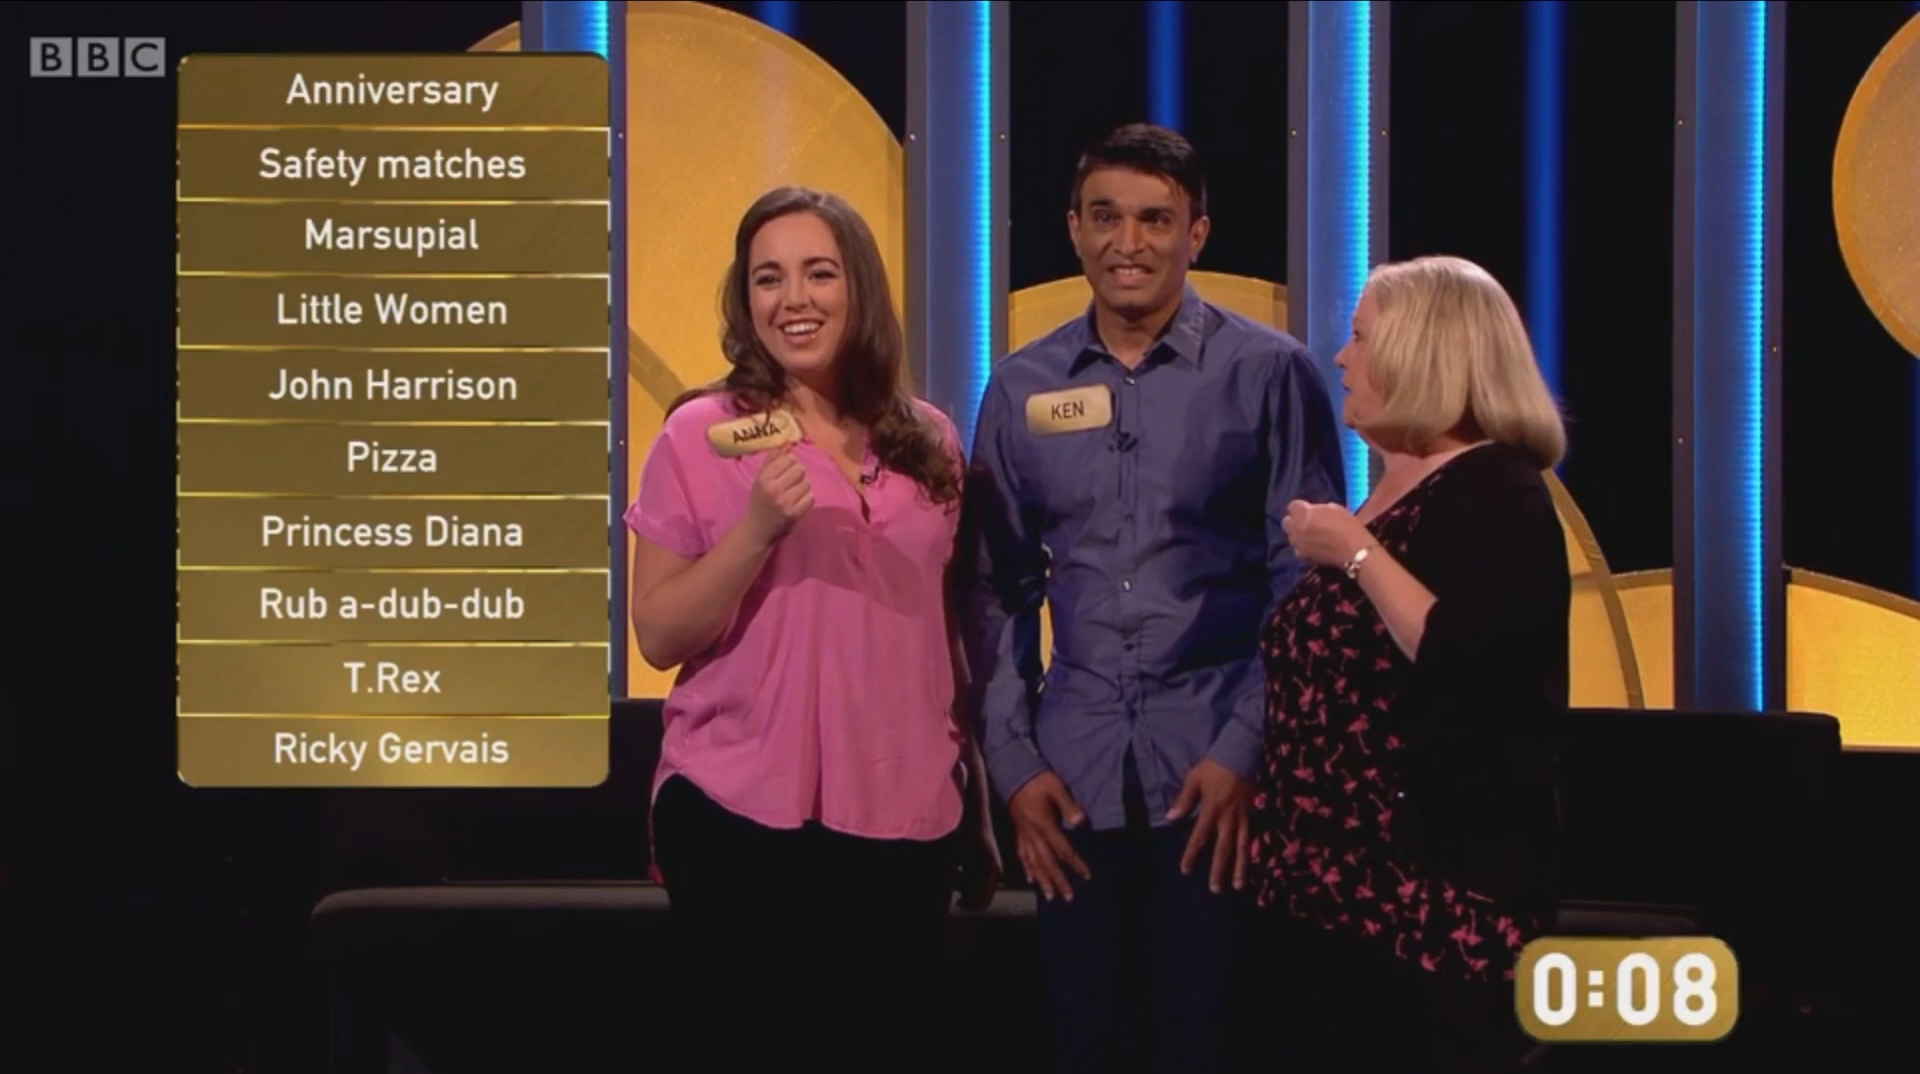 BBC
Anniversary
Safety matches
Marsupial
Little Women
John Harrison
Pizza
Princess Diana
Rub a-dub-dub
T.Rex
Ricky Gervais
ANNA
KEN
0:08